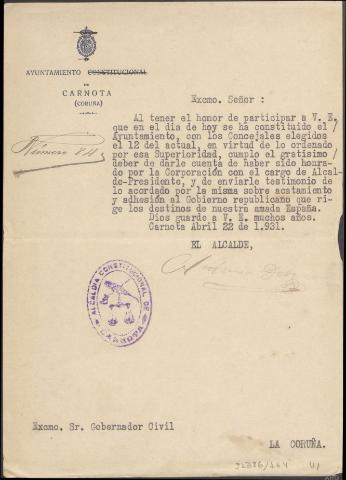 AYUNTAMIENTO CONSTITUCIONAL
DE
CARNOTA
(CORUÑA)
Número 84
Excmo. Señor :
Al tener el honor de participar a V. E.
que en el día de hoy se ha constituido el /
Ayuntamiento, con los Concejales elegidos
el 12 del actual, en virtud de lo ordenado
por esa Superioridad, cumplo el gratísimo /
deber de darle cuenta de haber sido honra-
do por la Corporación con el cargo de Alcal-
de-Presidente, y de enviarle testimonio de
lo acordado por la misma sobre acatamiento
y adhesión al Gobierno republicano que ri-
ge los destinos de nuestra amada España.
Dios guarde a V. E. muchos años.
Carnota Abril 22 de 1.931.
EL ALCALDE,
ALCALDIA CONSTITUCIONAL DE
CARNOTA
Excmo. Sr. Gobernador Civil
LA CORUÑA.